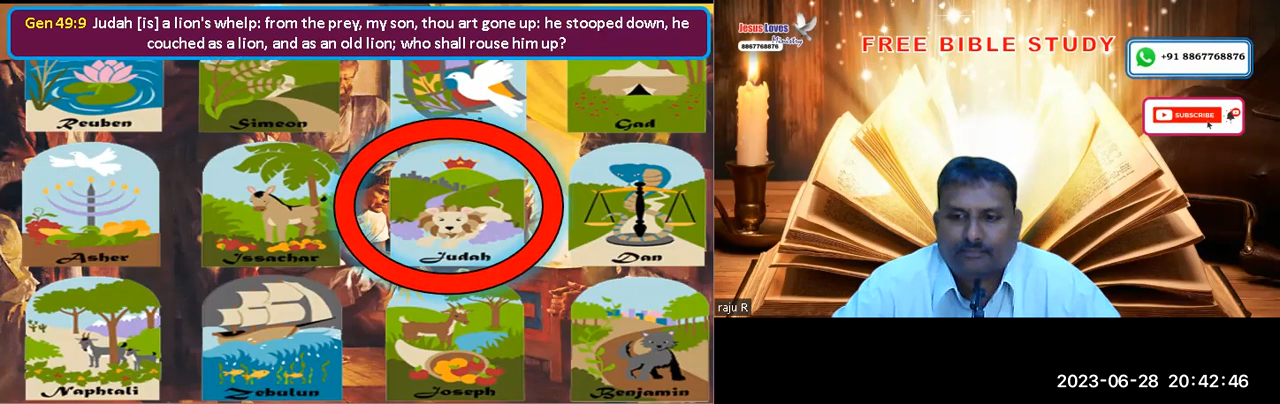 Gen 49:9 Judah [is] a lion's whelp: from the prey, my son, thou art gone up: he stooped down, he
couched as a lion, and as an old lion; who shall rouse him up?
Reuben
Simeon
Gad
Asher
Issachar
Judah
Dan
Naphtali
Zebulun
Joseph
Benjamin
Jesus Loves
Ministry
8867768876
FREE BIBLE STUDY
+91 8867768876
SUBSCRIBE
raju R
2023-06-28 20:42:46